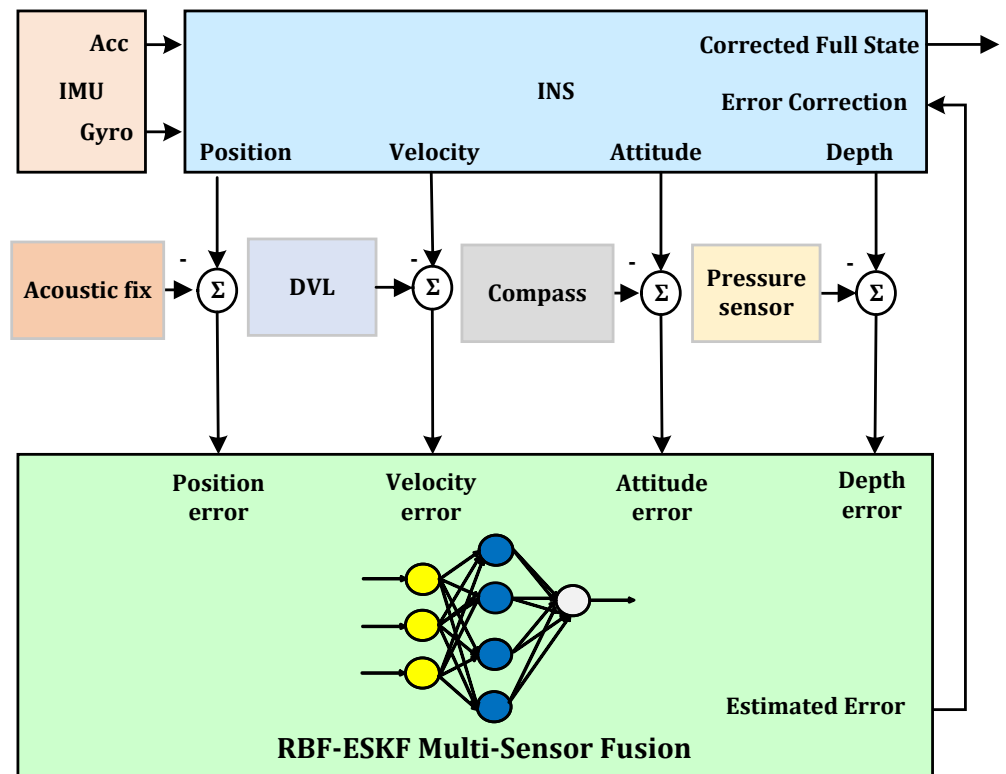 Acc
IMU
Gyro
Corrected Full State
INS
Error Correction
Position
Velocity
Attitude
Depth
-
-
-
-
Acoustic fix
Σ
DVL
Σ
Compass
Σ
Pressure
sensor
Σ
Position
error
Velocity
error
Attitude
error
Depth
error
Estimated Error
RBF-ESKF Multi-Sensor Fusion